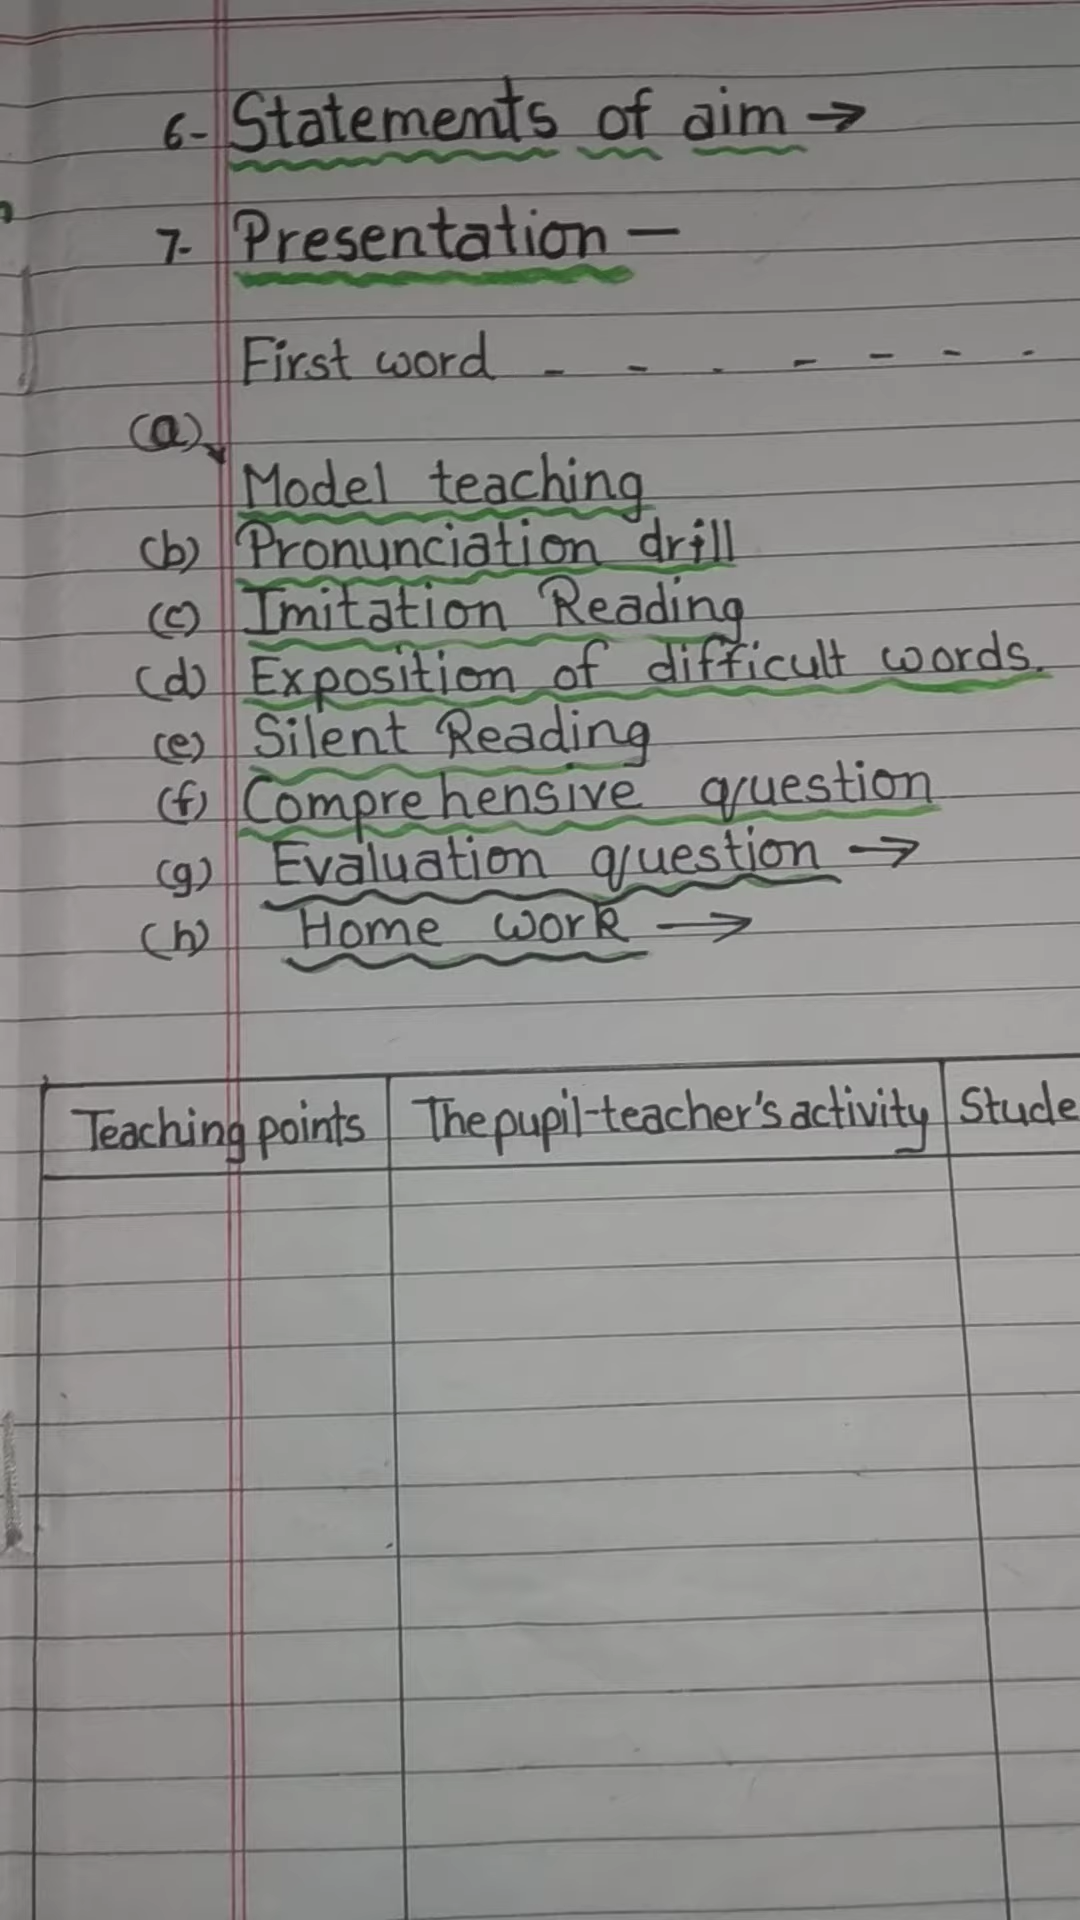 6- Statements of aim →
7- Presentation —
First word - - - - - - -
(a)
Model teaching
(b) Pronunciation drill
(c) Imitation Reading
(d) Exposition of difficult words.
(e) Silent Reading
(f) Comprehensive question
(g) Evaluation question →
(h) Home work →
Teaching points The pupil-teacher's activity Stude